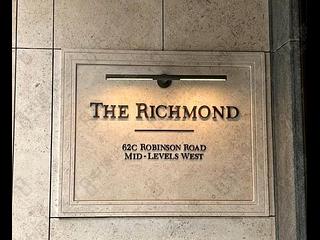 THE RICHMOND
62C ROBINSON ROAD
MID-LEVELS WEST